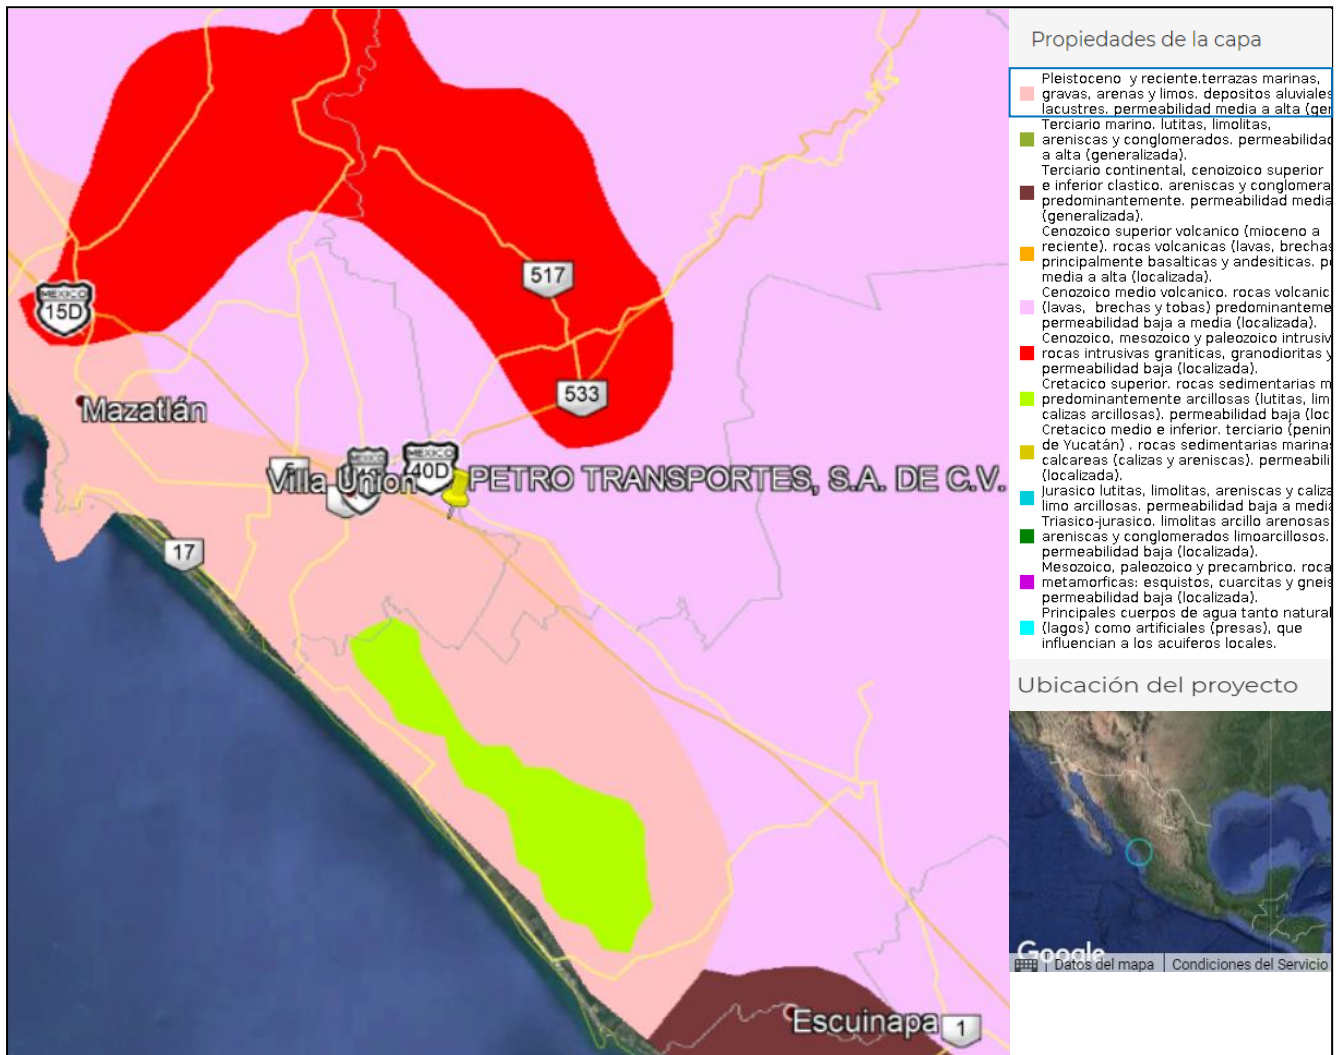 Propiedades de la capa
Pleistoceno y reciente.terrazas marinas,
gravas, arenas y limos. depositos aluviales
lacustres. permeabilidad media a alta (ger
Terciario marino. lutitas, limolitas,
areniscas y conglomerados. permeabilidad
a alta (generalizada).
Terciario continental, cenoizoico superior
e inferior clastico. areniscas y conglomera
predominantemente. permeabilidad media
(generalizada).
Cenozoico superior volcanico (mioceno a
reciente). rocas volcanicas (lavas, brechas
principalmente basalticas y andesiticas. pe
media a alta (localizada).
Cenozoico medio volcanico. rocas volcanic
(lavas, brechas y tobas) predominanteme
permeabilidad baja a media (localizada).
Cenozoico, mesozoico y paleozoico intrusiv
rocas intrusivas graniticas, granodioritas y
permeabilidad baja (localizada).
Cretacico superior. rocas sedimentarias m
predominantemente arcillosas (lutitas, lim
calizas arcillosas). permeabilidad baja (loc
Cretacico medio e inferior. terciario (penin
de Yucatán) . rocas sedimentarias marinas
calcareas (calizas y areniscas). permeabili
(localizada).
Jurasico lutitas, limolitas, areniscas y caliza
limo arcillosas. permeabilidad baja a media
Triasico-jurasico. limolitas arcillo arenosas
areniscas y conglomerados limoarcillosos.
permeabilidad baja (localizada).
Mesozoico, paleozoico y precambrico. roca
metamorficas: esquistos, cuarcitas y gneis
permeabilidad baja (localizada).
Principales cuerpos de agua tanto natural
(lagos) como artificiales (presas), que
influencian a los acuiferos locales.
Ubicación del proyecto
Google
Datos del mapa
Condiciones del Servicio
517
MEXICO
15D
533
Mazatlán
MEXICO
40D
Villa Unión
PETRO TRANSPORTES, S.A. DE C.V.
17
Escuinapa
1